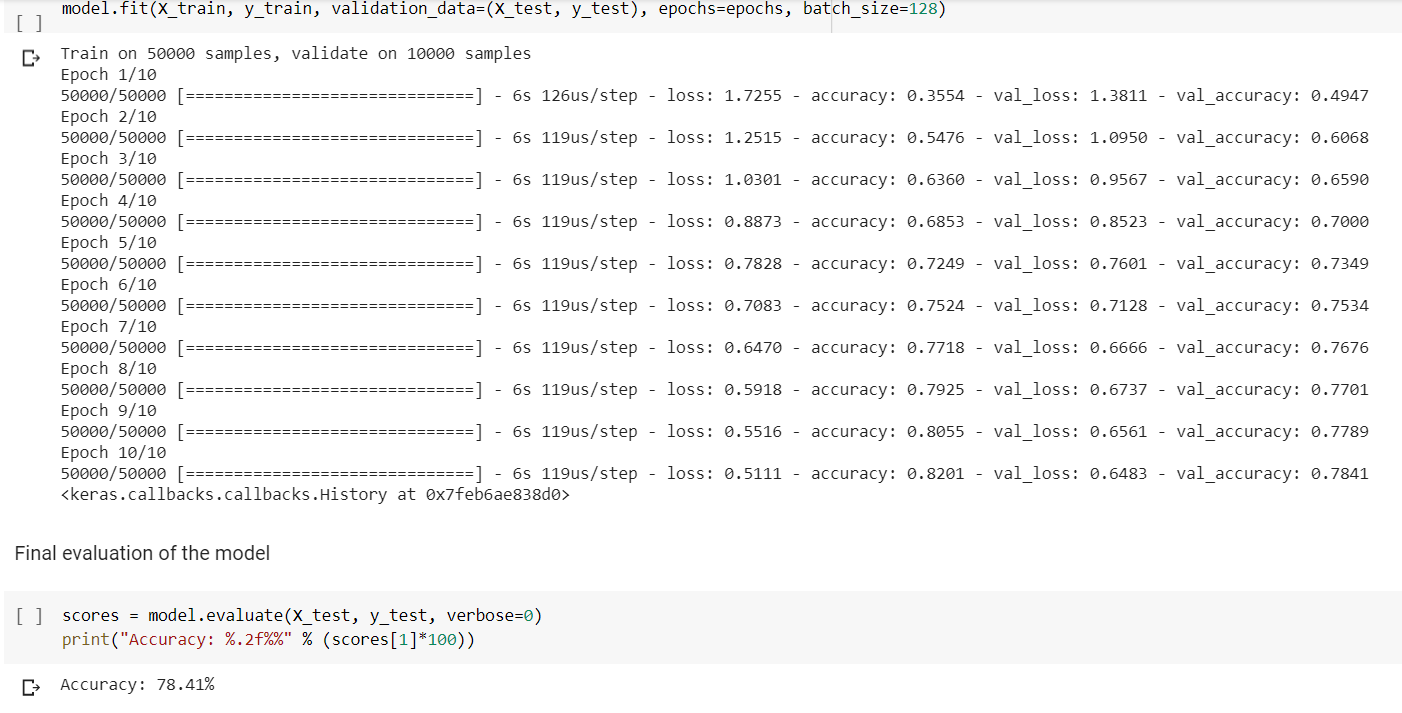 model.fit(X_train, y_train, validation_data=(X_test, y_test), epochs=epochs, batch_size=128)
[ ]
Train on 50000 samples, validate on 10000 samples
Epoch 1/10
50000/50000 [==============================] - 6s 126us/step - loss: 1.7255 - accuracy: 0.3554 - val_loss: 1.3811 - val_accuracy: 0.4947
Epoch 2/10
50000/50000 [==============================] - 6s 119us/step - loss: 1.2515 - accuracy: 0.5476 - val_loss: 1.0950 - val_accuracy: 0.6068
Epoch 3/10
50000/50000 [==============================] - 6s 119us/step - loss: 1.0301 - accuracy: 0.6360 - val_loss: 0.9567 - val_accuracy: 0.6590
Epoch 4/10
50000/50000 [==============================] - 6s 119us/step - loss: 0.8873 - accuracy: 0.6853 - val_loss: 0.8523 - val_accuracy: 0.7000
Epoch 5/10
50000/50000 [==============================] - 6s 119us/step - loss: 0.7828 - accuracy: 0.7249 - val_loss: 0.7601 - val_accuracy: 0.7349
Epoch 6/10
50000/50000 [==============================] - 6s 119us/step - loss: 0.7083 - accuracy: 0.7524 - val_loss: 0.7128 - val_accuracy: 0.7534
Epoch 7/10
50000/50000 [==============================] - 6s 119us/step - loss: 0.6470 - accuracy: 0.7718 - val_loss: 0.6666 - val_accuracy: 0.7676
Epoch 8/10
50000/50000 [==============================] - 6s 119us/step - loss: 0.5918 - accuracy: 0.7925 - val_loss: 0.6737 - val_accuracy: 0.7701
Epoch 9/10
50000/50000 [==============================] - 6s 119us/step - loss: 0.5516 - accuracy: 0.8055 - val_loss: 0.6561 - val_accuracy: 0.7789
Epoch 10/10
50000/50000 [==============================] - 6s 119us/step - loss: 0.5111 - accuracy: 0.8201 - val_loss: 0.6483 - val_accuracy: 0.7841
<keras.callbacks.callbacks.History at 0x7feb6ae838d0>
Final evaluation of the model
[ ] scores = model.evaluate(X_test, y_test, verbose=0)
print("Accuracy: %.2f%%" % (scores[1]*100))
Accuracy: 78.41%